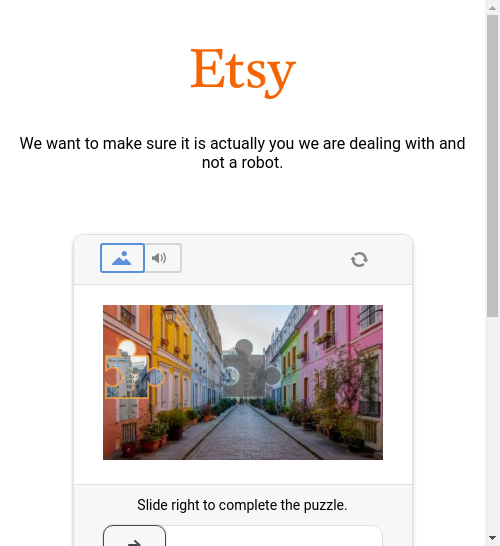 Etsy
We want to make sure it is actually you we are dealing with and
not a robot.
Slide right to complete the puzzle.